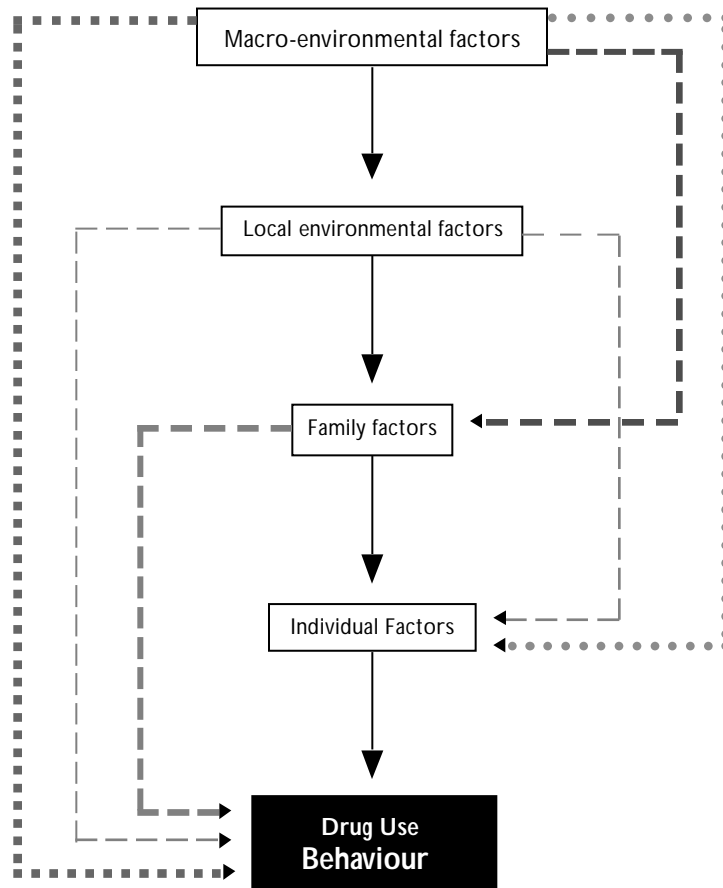 Macro-environmental factors
Local environmental factors
Family factors
Individual Factors
Drug Use
Behaviour